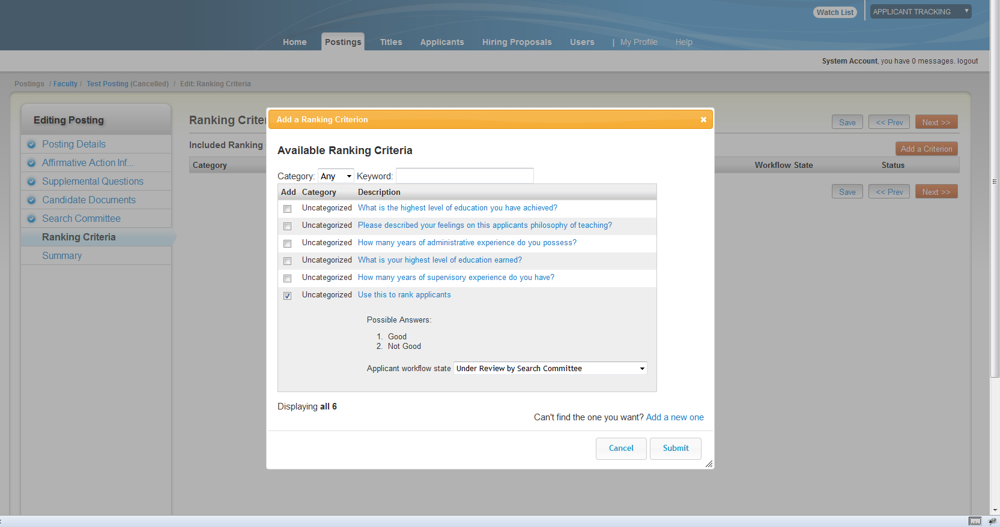 Watch List
APPLICANT TRACKING
Home Postings Titles Applicants Hiring Proposals Users | My Profile Help
System Account, you have 0 messages. logout
Postings / Faculty / Test Posting (Cancelled) / Edit: Ranking Criteria
Editing Posting
Posting Details
Affirmative Action Inf...
Supplemental Questions
Candidate Documents
Search Committee
Ranking Criteria
Summary
Ranking Criter
Save << Prev Next >>
Included Ranking
Add a Criterion
Category Workflow State Status
Save << Prev Next >>
Add a Ranking Criterion
Available Ranking Criteria
Category: Any Keyword:
Add Category Description
Uncategorized What is the highest level of education you have achieved?
Uncategorized Please described your feelings on this applicants philosophy of teaching?
Uncategorized How many years of administrative experience do you possess?
Uncategorized What is your highest level of education earned?
Uncategorized How many years of supervisory experience do you have?
Uncategorized Use this to rank applicants
Possible Answers:
1. Good
2. Not Good
Applicant workflow state Under Review by Search Committee
Displaying all 6
Can't find the one you want? Add a new one
Cancel Submit